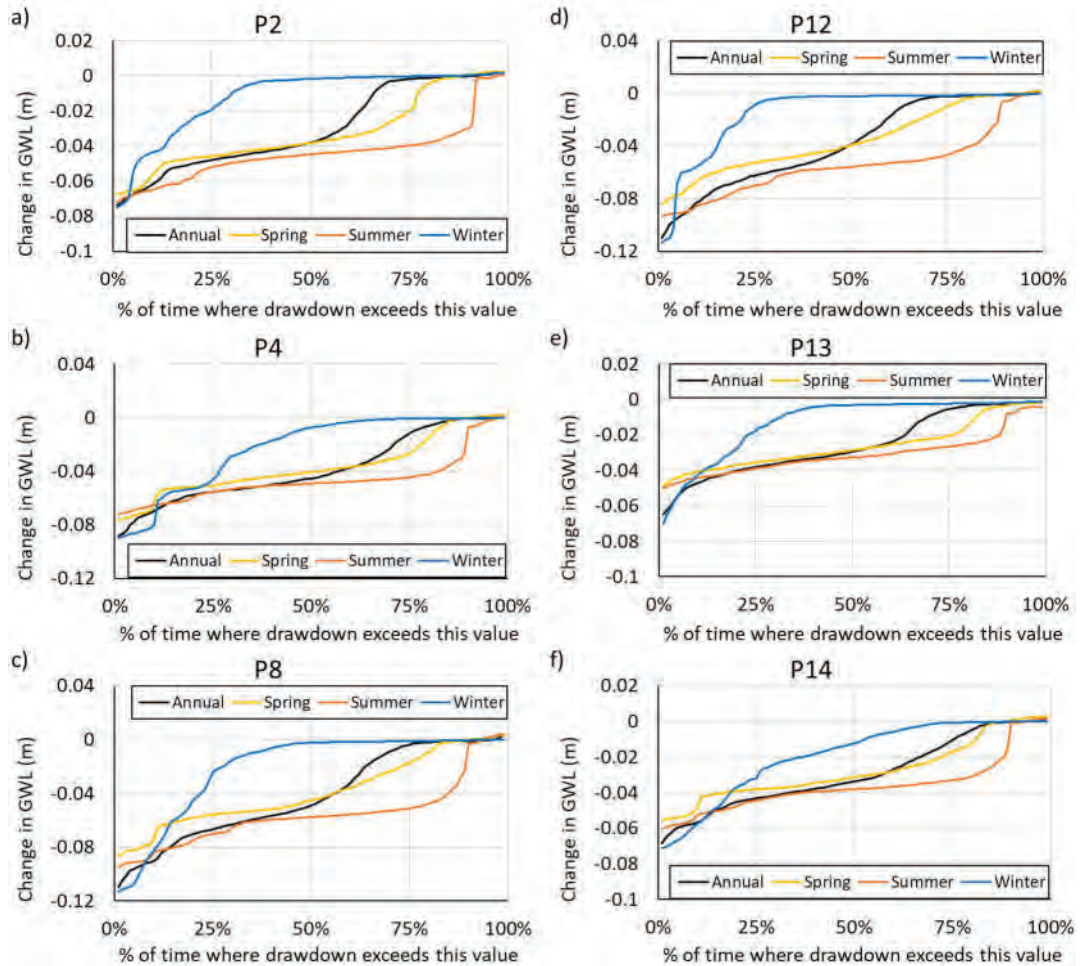 a)
P2
0.02
0
-0.02
-0.04
-0.06
-0.08
-0.1
Change in GWL (m)
Annual Spring Summer Winter
0% 25% 50% 75% 100%
% of time where drawdown exceeds this value
b)
P4
0.04
0
-0.04
-0.08
-0.12
Change in GWL (m)
Annual Spring Summer Winter
0% 25% 50% 75% 100%
% of time where drawdown exceeds this value
c)
P8
0.04
0
-0.04
-0.08
-0.12
Change in GWL (m)
Annual Spring Summer Winter
0% 25% 50% 75% 100%
% of time where drawdown exceeds this value
d)
P12
0.04
0
-0.04
-0.08
-0.12
Change in GWL (m)
Annual Spring Summer Winter
0% 25% 50% 75% 100%
% of time where drawdown exceeds this value
e)
P13
0.02
0
-0.02
-0.04
-0.06
-0.08
-0.1
Change in GWL (m)
Annual Spring Summer Winter
0% 25% 50% 75% 100%
% of time where drawdown exceeds this value
f)
P14
0.02
0
-0.02
-0.04
-0.06
-0.08
-0.1
Change in GWL (m)
Annual Spring Summer Winter
0% 25% 50% 75% 100%
% of time where drawdown exceeds this value